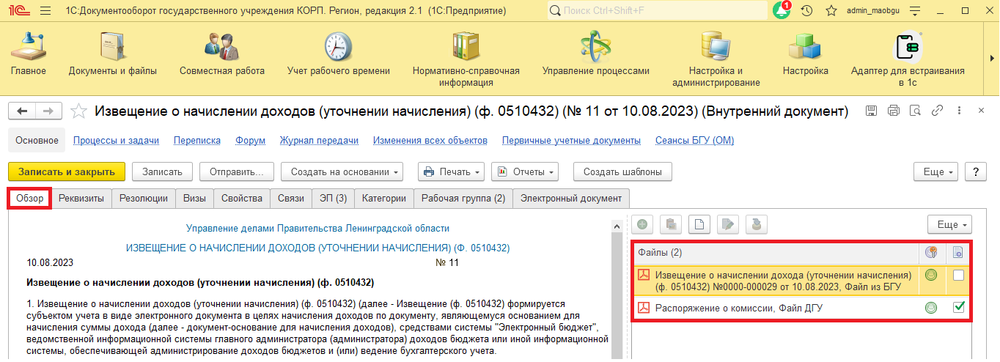 1С:Документооборот государственного учреждения КОРП. Регион, редакция 2.1 (1С:Предприятие)
Поиск Ctrl+Shift+F
1
admin_maobgu
Главное
Документы и файлы
Совместная работа
Учет рабочего времени
Нормативно-справочная
информация
Управление процессами
Настройка и
администрирование
Настройка
Адаптер для встраивания
в 1с
Извещение о начислении доходов (уточнении начисления) (ф. 0510432) (№ 11 от 10.08.2023) (Внутренний документ)
Основное Процессы и задачи Переписка Форум Журнал передачи Изменения всех объектов Первичные учетные документы Сеансы БГУ (ОМ)
Записать и закрыть Записать Отправить... Создать на основании Печать Отчеты Создать шаблоны Еще ?
Обзор Реквизиты Резолюции Визы Свойства Связи ЭП (3) Категории Рабочая группа (2) Электронный документ
Управление делами Правительства Ленинградской области
ИЗВЕЩЕНИЕ О НАЧИСЛЕНИИ ДОХОДОВ (УТОЧНЕНИИ НАЧИСЛЕНИЯ) (Ф. 0510432)
10.08.2023 № 11
Извещение о начислении доходов (уточнении начисления) (ф. 0510432)
1. Извещение о начислении доходов (уточнении начисления) (ф. 0510432) (далее - Извещение (ф. 0510432) формируется
субъектом учета в виде электронного документа в целях начисления доходов по документу, являющемуся основанием для
начисления суммы дохода (далее - документ-основание для начисления доходов), средствами системы "Электронный бюджет",
ведомственной информационной системы главного администратора (администратора) доходов бюджета или иной информационной
системы, обеспечивающей администрирование доходов бюджетов и (или) ведение бухгалтерского учета.
Еще
Файлы (2)
Извещение о начислении дохода (уточнении начисления)
(ф. 0510432) №0000-000029 от 10.08.2023, Файл из БГУ
Распоряжение о комиссии, Файл ДГУ